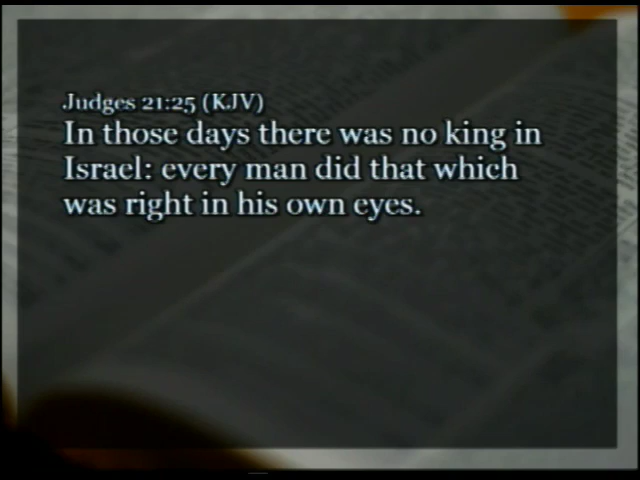 Judges 21:25 (KJV)
In those days there was no king in
Israel: every man did that which
was right in his own eyes.